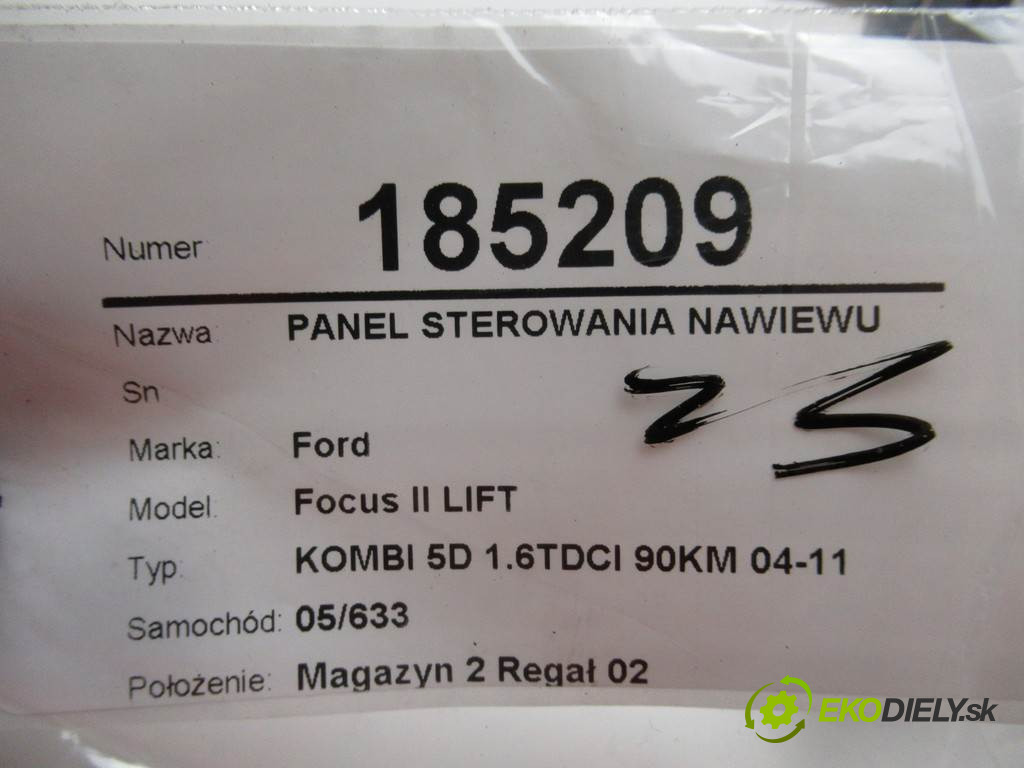 Numer 185209
Nazwa PANEL STEROWANIA NAWIEWU
Sn
25
Marka: Ford
Model: Focus II LIFT
Typ: KOMBI 5D 1.6TDCI 90KM 04-11
Samochód: 05/633
Położenie: Magazyn 2 Regał 02
EKODIELY.sk